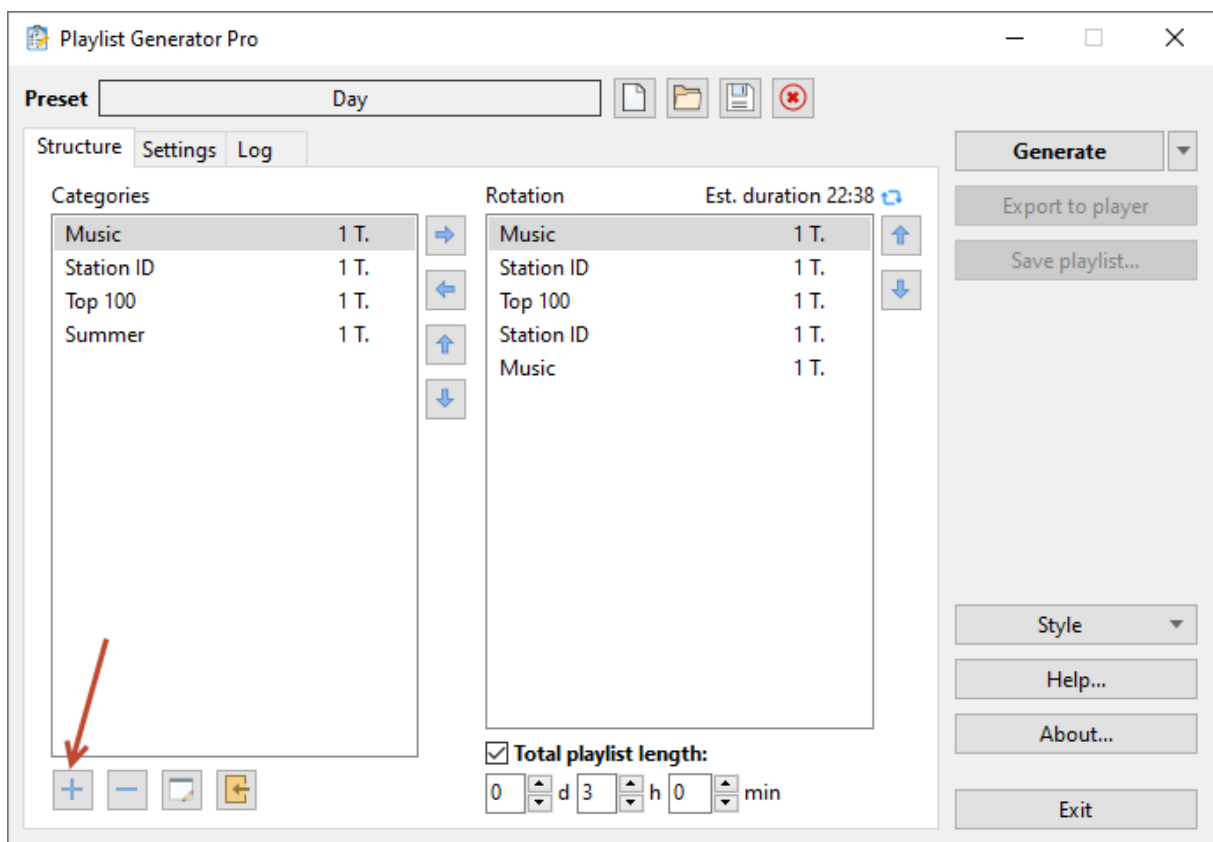 Playlist Generator Pro
Preset Day
Structure Settings Log
Generate
Export to player
Save playlist...
Categories
Music 1 T.
Station ID 1 T.
Top 100 1 T.
Summer 1 T.
Rotation Est. duration 22:38
Music 1 T.
Station ID 1 T.
Top 100 1 T.
Station ID 1 T.
Music 1 T.
Total playlist length:
0 d 3 h 0 min
Style
Help...
About...
Exit